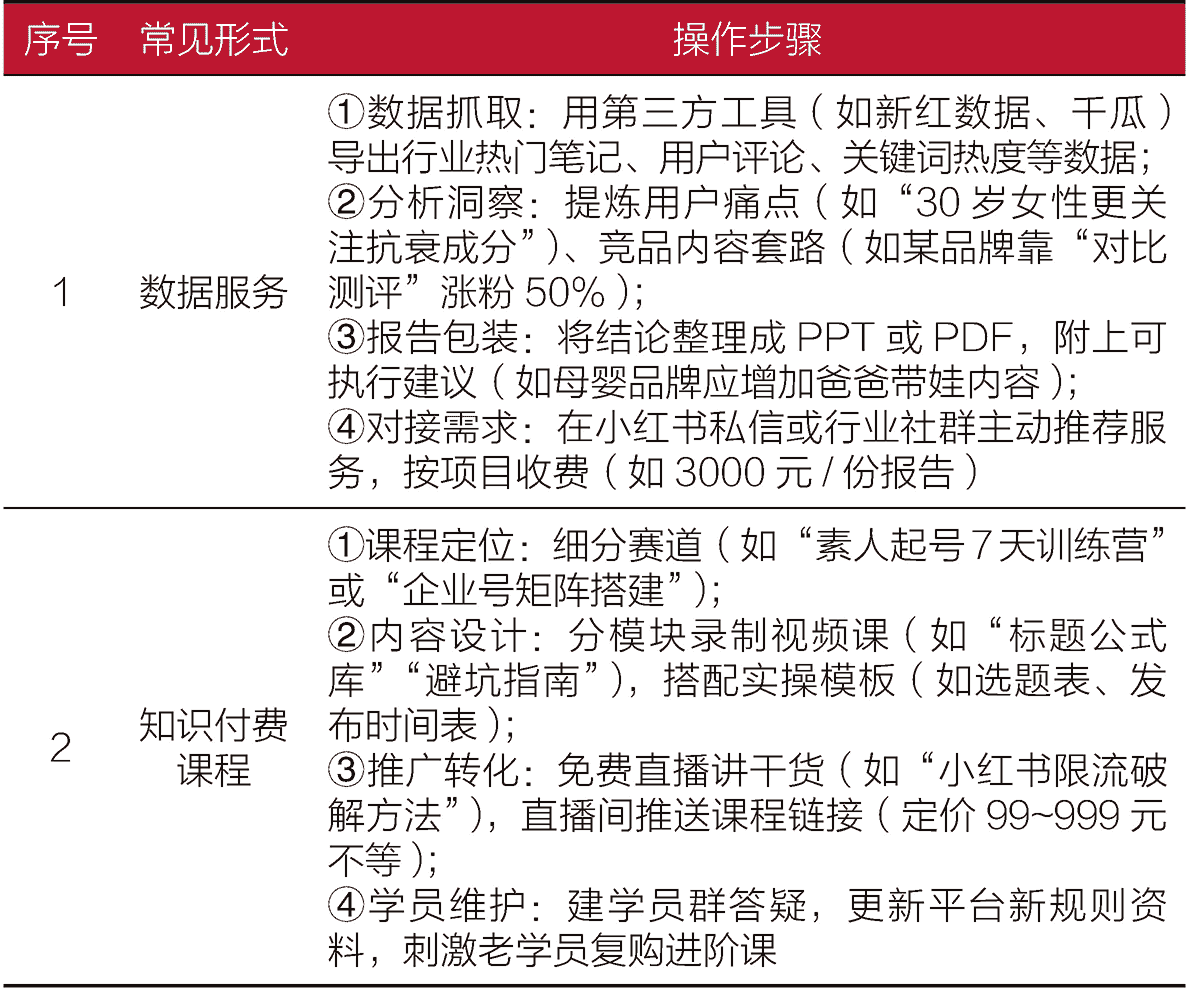 序号 常见形式 操作步骤
1
数据服务
①数据抓取：用第三方工具（如新红数据、千瓜）
导出行业热门笔记、用户评论、关键词热度等数据；
②分析洞察：提炼用户痛点（如“30 岁女性更关
注抗衰成分”）、竞品内容套路（如某品牌靠“对比
测评”涨粉 50%）；
③报告包装：将结论整理成 PPT 或 PDF，附上可
执行建议（如母婴品牌应增加爸爸带娃内容）；
④对接需求：在小红书私信或行业社群主动推荐服
务，按项目收费（如 3000 元 / 份报告）
2
知识付费
课程
①课程定位：细分赛道（如“素人起号7天训练营”
或“企业号矩阵搭建”）；
②内容设计：分模块录制视频课（如“标题公式
库”“避坑指南”），搭配实操模板（如选题表、发
布时间表）；
③推广转化：免费直播讲干货（如“小红书限流破
解方法”），直播间推送课程链接（定价 99~999 元
不等）；
④学员维护：建学员群答疑，更新平台新规则资
料，刺激老学员复购进阶课